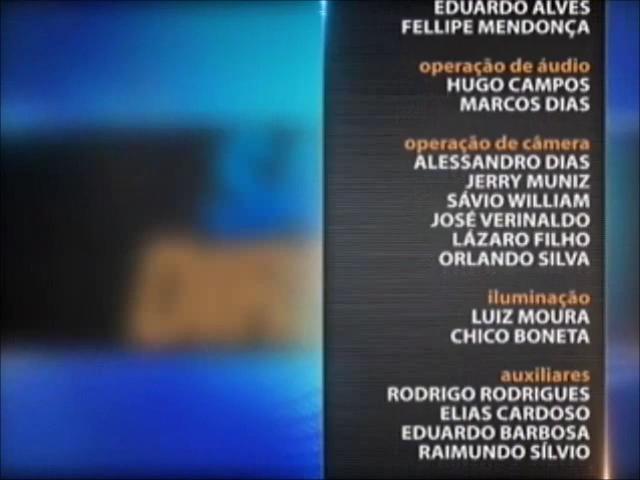 EDUARDO ALVES
FELLIPE MENDONÇA
operação de áudio
HUGO CAMPOS
MARCOS DIAS
operação de câmera
ALESSANDRO DIAS
JERRY MUNIZ
SÁVIO WILLIAM
JOSÉ VERINALDO
LÁZARO FILHO
ORLANDO SILVA
iluminação
LUIZ MOURA
CHICO BONETA
auxiliares
RODRIGO RODRIGUES
ELIAS CARDOSO
EDUARDO BARBOSA
RAIMUNDO SÍLVIO